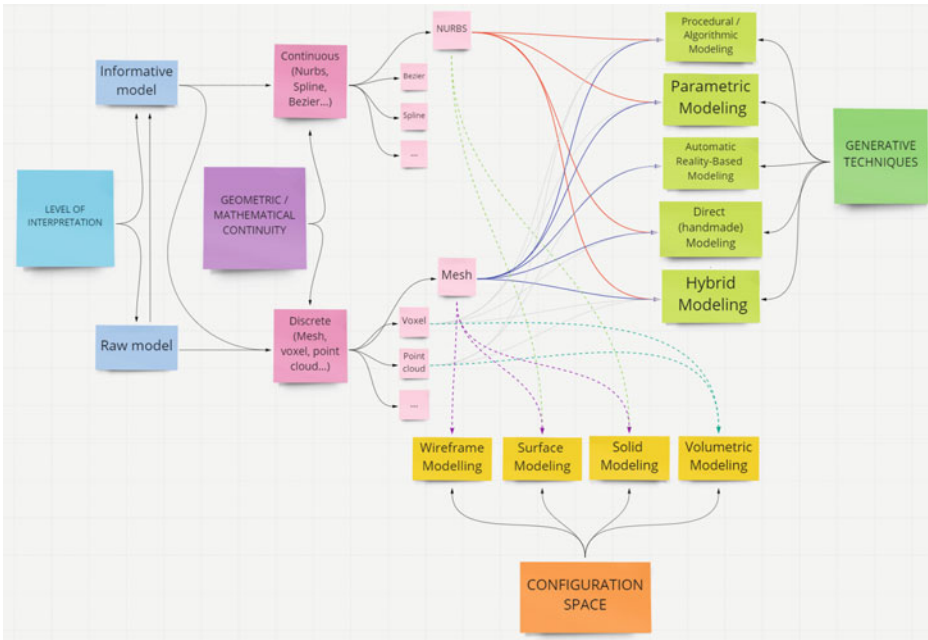 Informative
model
Continuous
(Nurbs,
Spline,
Bezier...)
NURBS
Bezier
Spline
...
Procedural /
Algorithmic
Modeling
Parametric
Modeling
Automatic
Reality-Based
Modeling
Direct
(handmade)
Modeling
Hybrid
Modeling
GENERATIVE
TECHNIQUES
LEVEL OF
INTERPRETATION
GEOMETRIC /
MATHEMATICAL
CONTINUITY
Raw model
Discrete
(Mesh,
voxel, point
cloud...)
Mesh
Voxel
Point
cloud
...
Wireframe
Modelling
Surface
Modeling
Solid
Modeling
Volumetric
Modeling
CONFIGURATION
SPACE